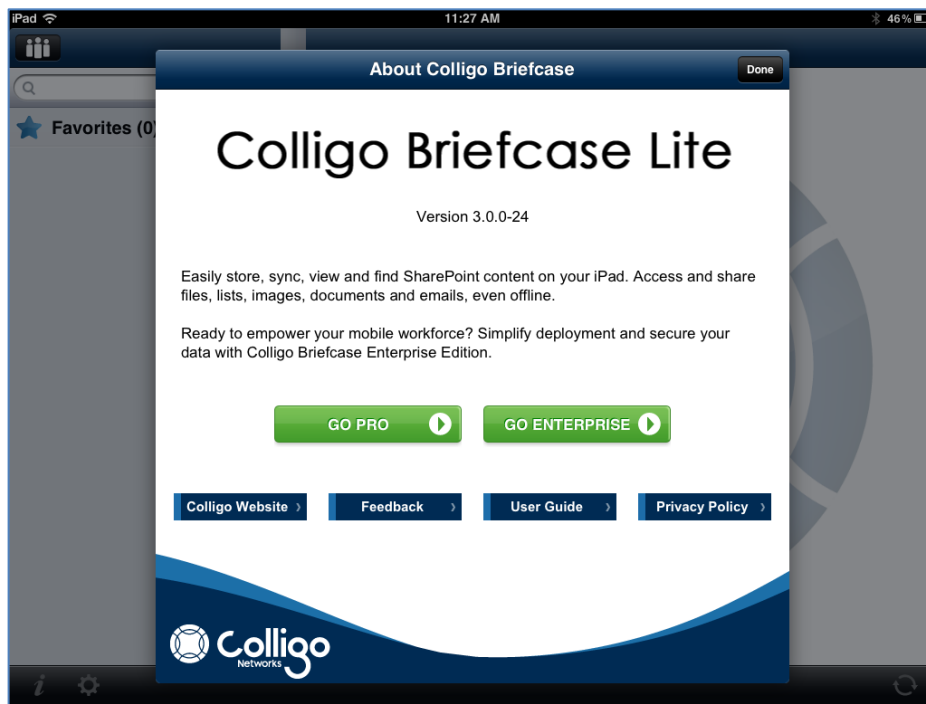 iPad 11:27 AM 46%
About Colligo Briefcase Done
Favorites (0)
Colligo Briefcase Lite
Version 3.0.0-24
Easily store, sync, view and find SharePoint content on your iPad. Access and share
files, lists, images, documents and emails, even offline.
Ready to empower your mobile workforce? Simplify deployment and secure your
data with Colligo Briefcase Enterprise Edition.
GO PRO GO ENTERPRISE
Colligo Website Feedback User Guide Privacy Policy
Colligo
Networks
i